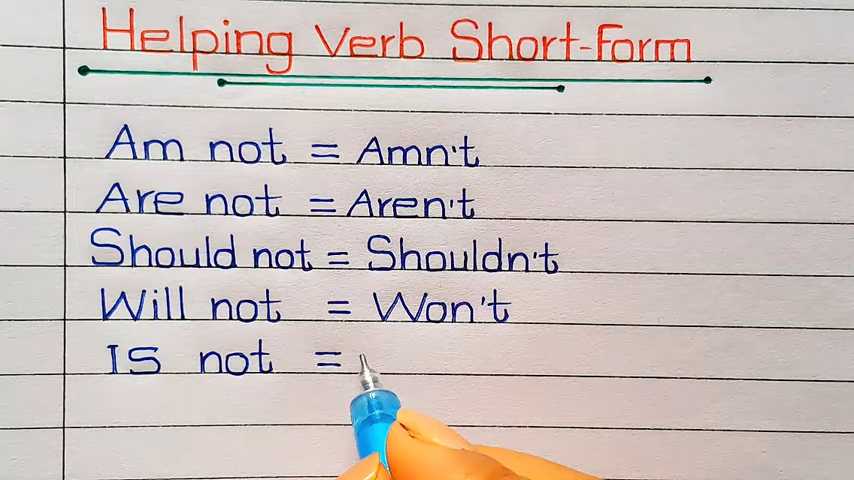 Helping Verb Short-Form
Am not = Amn't
Are not = Aren't
Should not = Shouldn't
Will not = Won't
Is not =